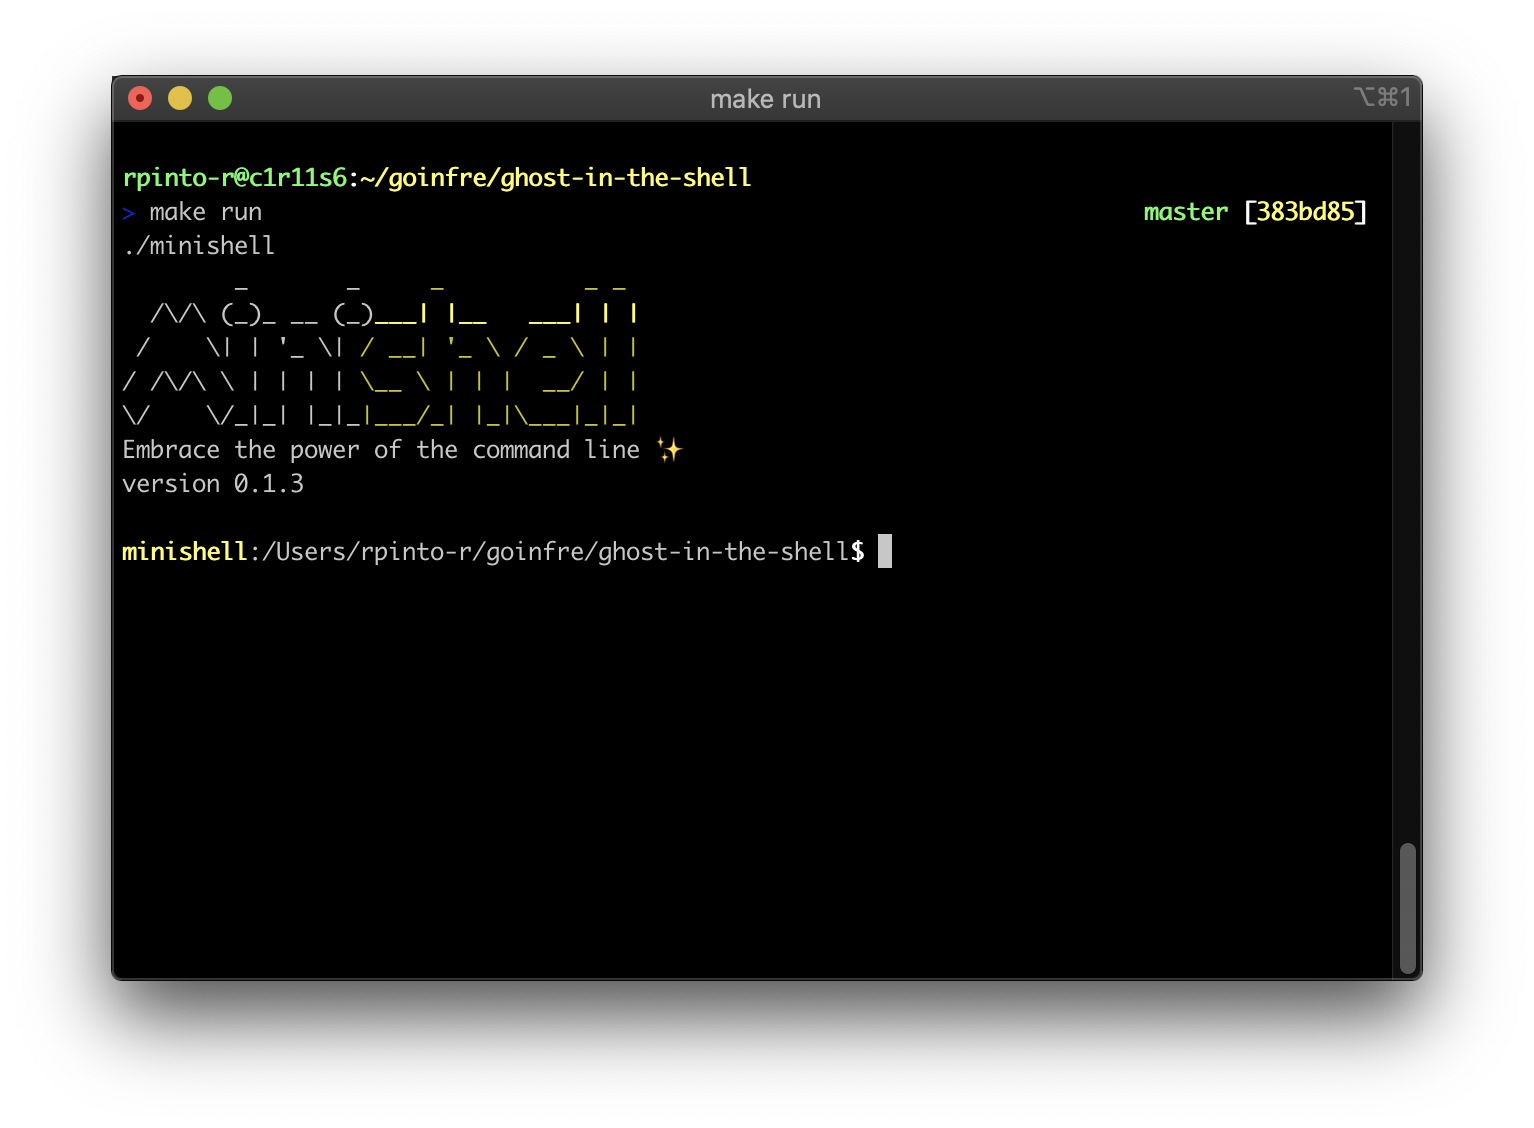 make run ⌥⌘1
rpinto-r@c1r11s6:~/goinfre/ghost-in-the-shell
> make run master [383bd85]
./minishell
        _       _     _          _ _
  /\/\ (_)_ __ (_)___| |__   ___| | |
 /    \| | '_ \| / __| '_ \ / _ \ | |
/ /\/\ \ | | | | \__ \ | | |  __/ | |
\/    \/_|_| |_|_|___/_| |_|\___|_|_|
Embrace the power of the command line ✨
version 0.1.3
minishell:/Users/rpinto-r/goinfre/ghost-in-the-shell$